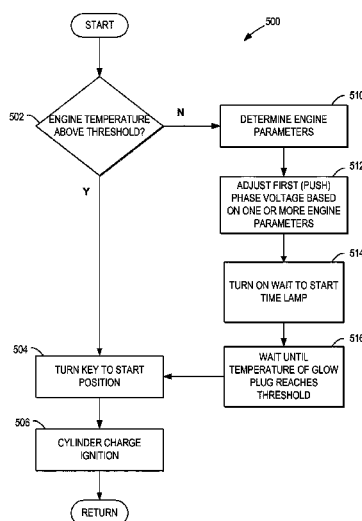 START
500
502
ENGINE TEMPERATURE
ABOVE THRESHOLD?
N
Y
510
DETERMINE ENGINE
PARAMETERS
512
ADJUST FIRST (PUSH)
PHASE VOLTAGE BASED
ON ONE OR MORE ENGINE
PARAMETERS
514
TURN ON WAIT TO START
TIME LAMP
516
WAIT UNTIL
TEMPERATURE OF GLOW
PLUG REACHES
THRESHOLD
504
TURN KEY TO START
POSITION
506
CYLINDER CHARGE
IGNITION
RETURN